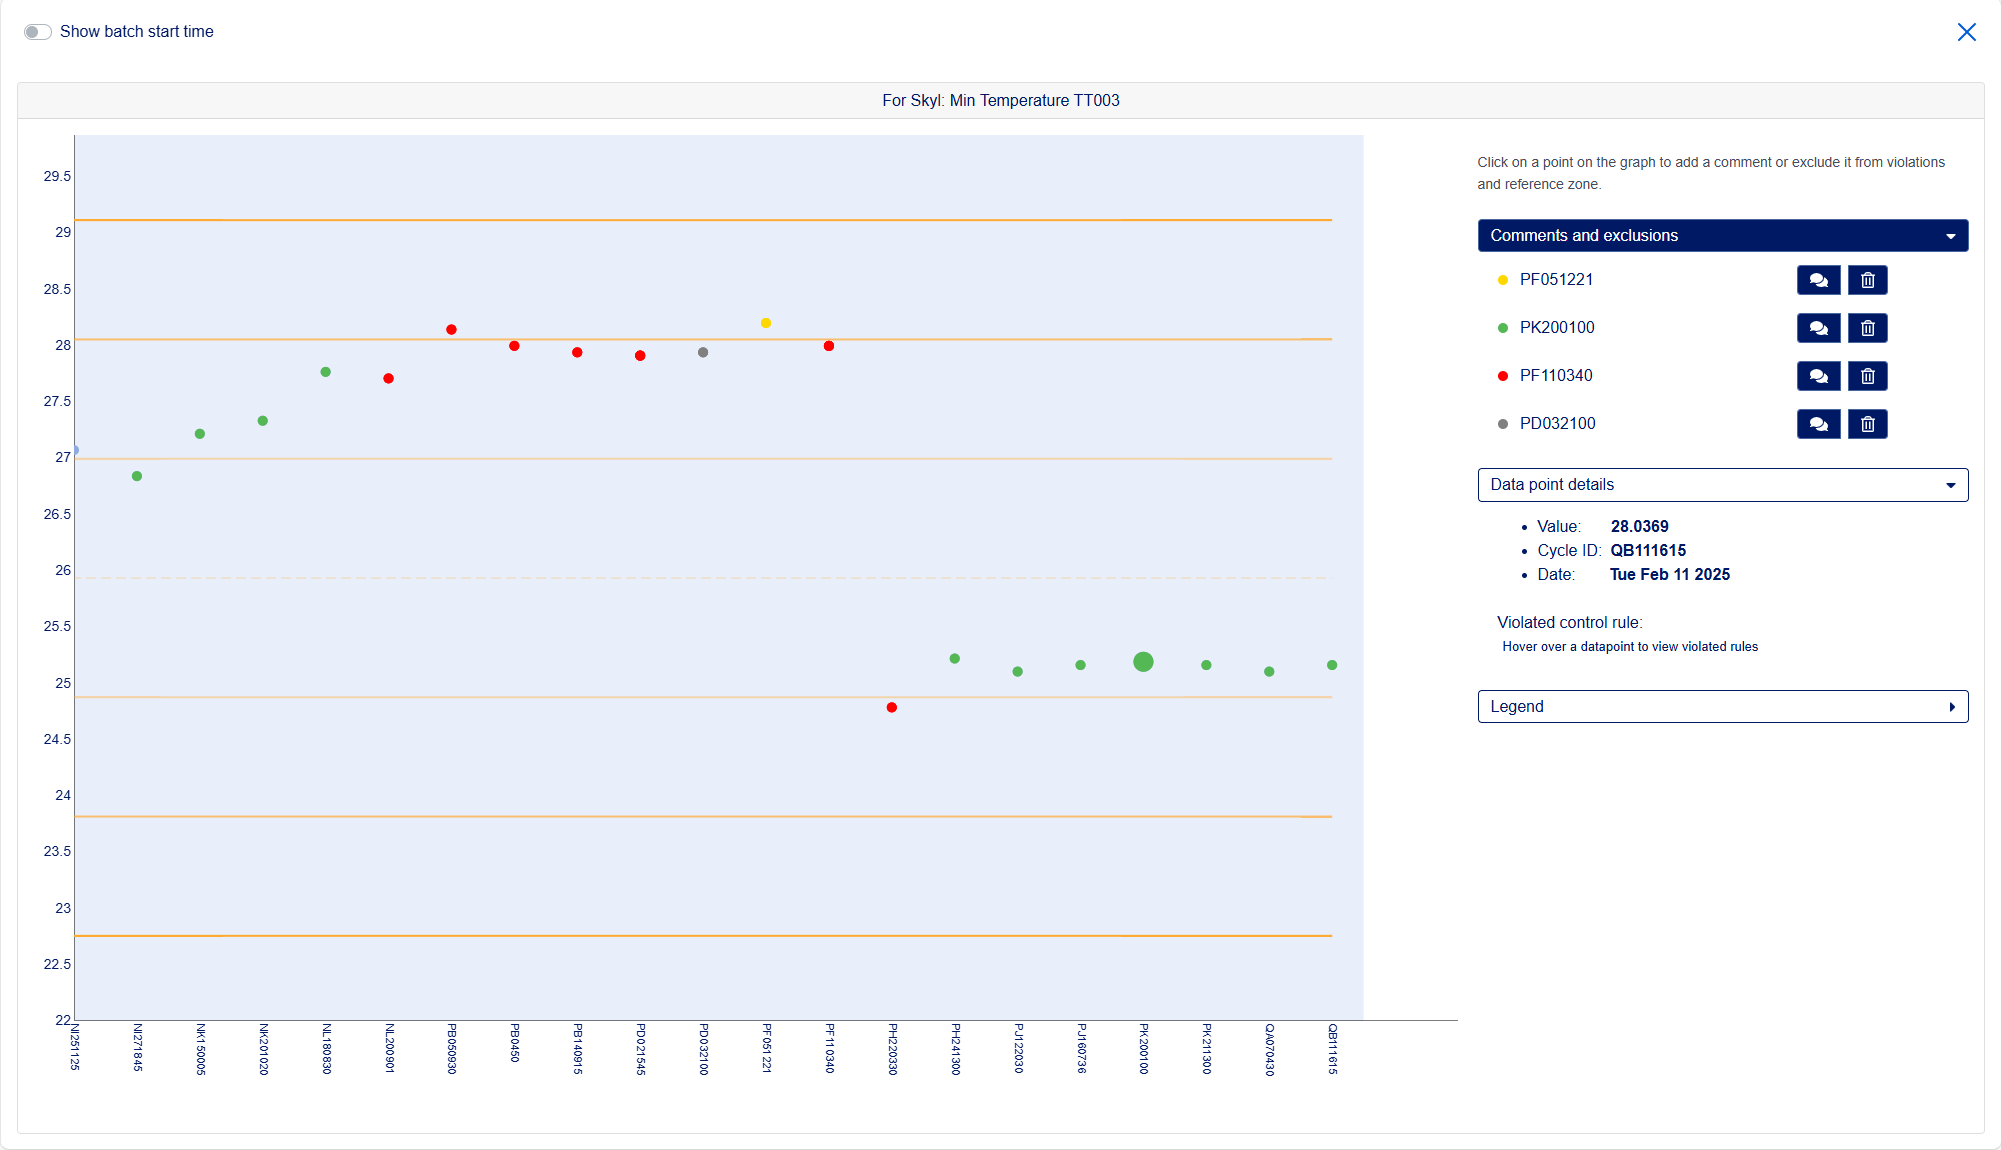 Show batch start time
For Skyl: Min Temperature TT003
29.5
29
28.5
28
27.5
27
26.5
26
25.5
25
24.5
24
23.5
23
22.5
22
NI251125
NI271845
NK150005
NK201020
NL180830
NL200901
PB050930
PB0450
PB140915
PD021545
PD032100
PF051221
PF110340
PH220330
PH241300
PJ122030
PJ160736
PK200100
PK211300
QA070430
QB111615
Click on a point on the graph to add a comment or exclude it from violations
and reference zone.
Comments and exclusions
PF051221
PK200100
PF110340
PD032100
Data point details
Value: 28.0369
Cycle ID: QB111615
Date: Tue Feb 11 2025
Violated control rule:
Hover over a datapoint to view violated rules
Legend